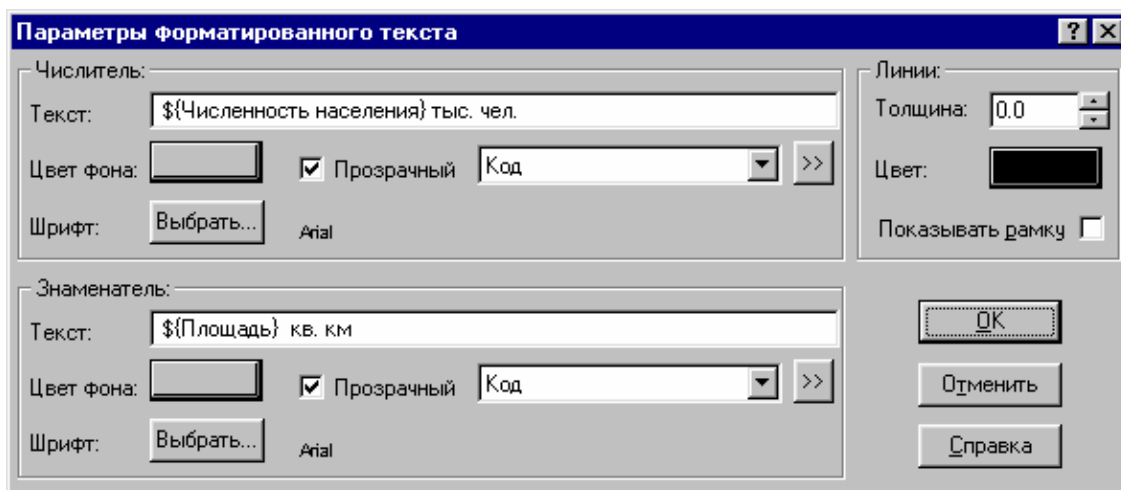 Параметры форматированного текста
Числитель:
Текст: ${Численность населения} тыс. чел.
Цвет фона: Прозрачный Код >>
Шрифт: Выбрать... Arial
Линии:
Толщина: 0.0
Цвет:
Показывать рамку
Знаменатель:
Текст: ${Площадь}  кв. км
Цвет фона: Прозрачный Код >>
Шрифт: Выбрать... Arial
OK
Отменить
Справка